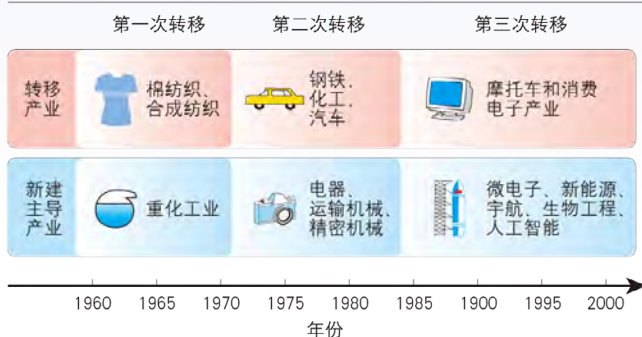 第一次转移 第二次转移 第三次转移
转移
产业
棉纺织、
合成纺织
钢铁、
化工、
汽车
摩托车和消费
电子产业
新建
主导
产业
重化工业
电器、
运输机械、
精密机械
微电子、新能源、
宇航、生物工程、
人工智能
1960 1965 1970 1975 1980 1985 1900 1995 2000
年份